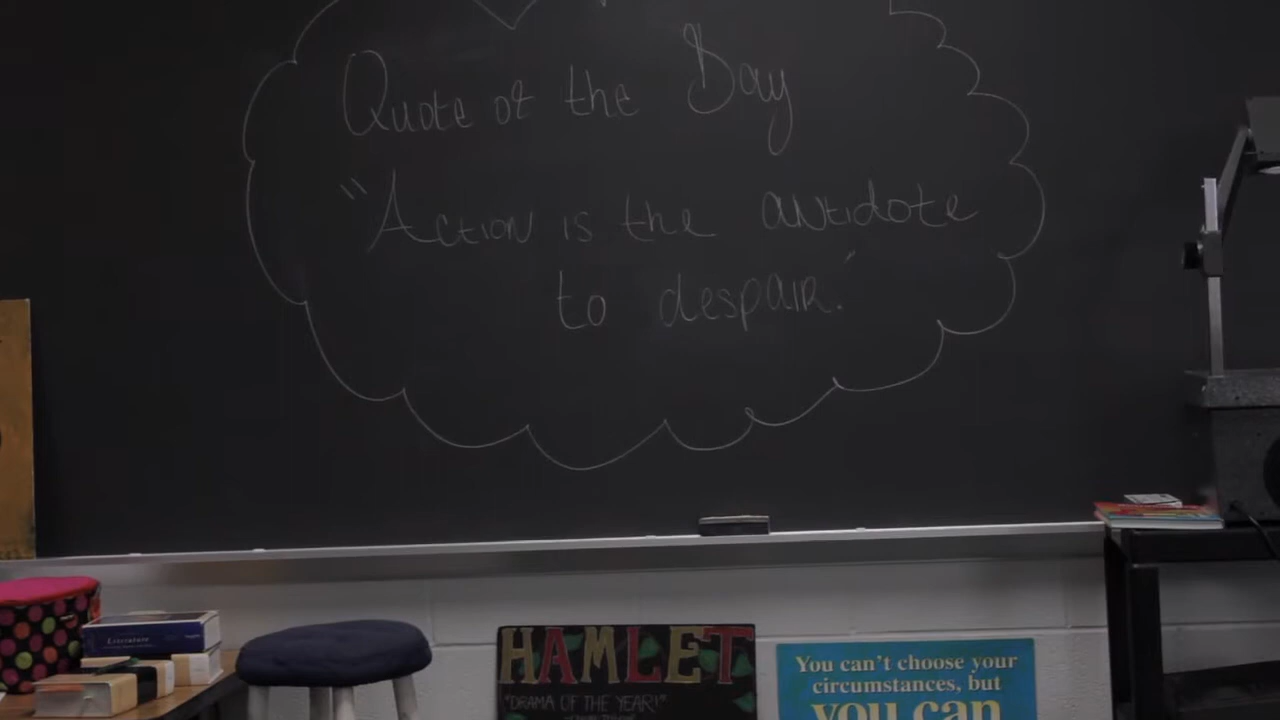 Quote of the Day
"Action is the antidote
to despair."
Literature
HAMLET
"DRAMA OF THE YEAR!"
You can't choose your
circumstances, but
you can